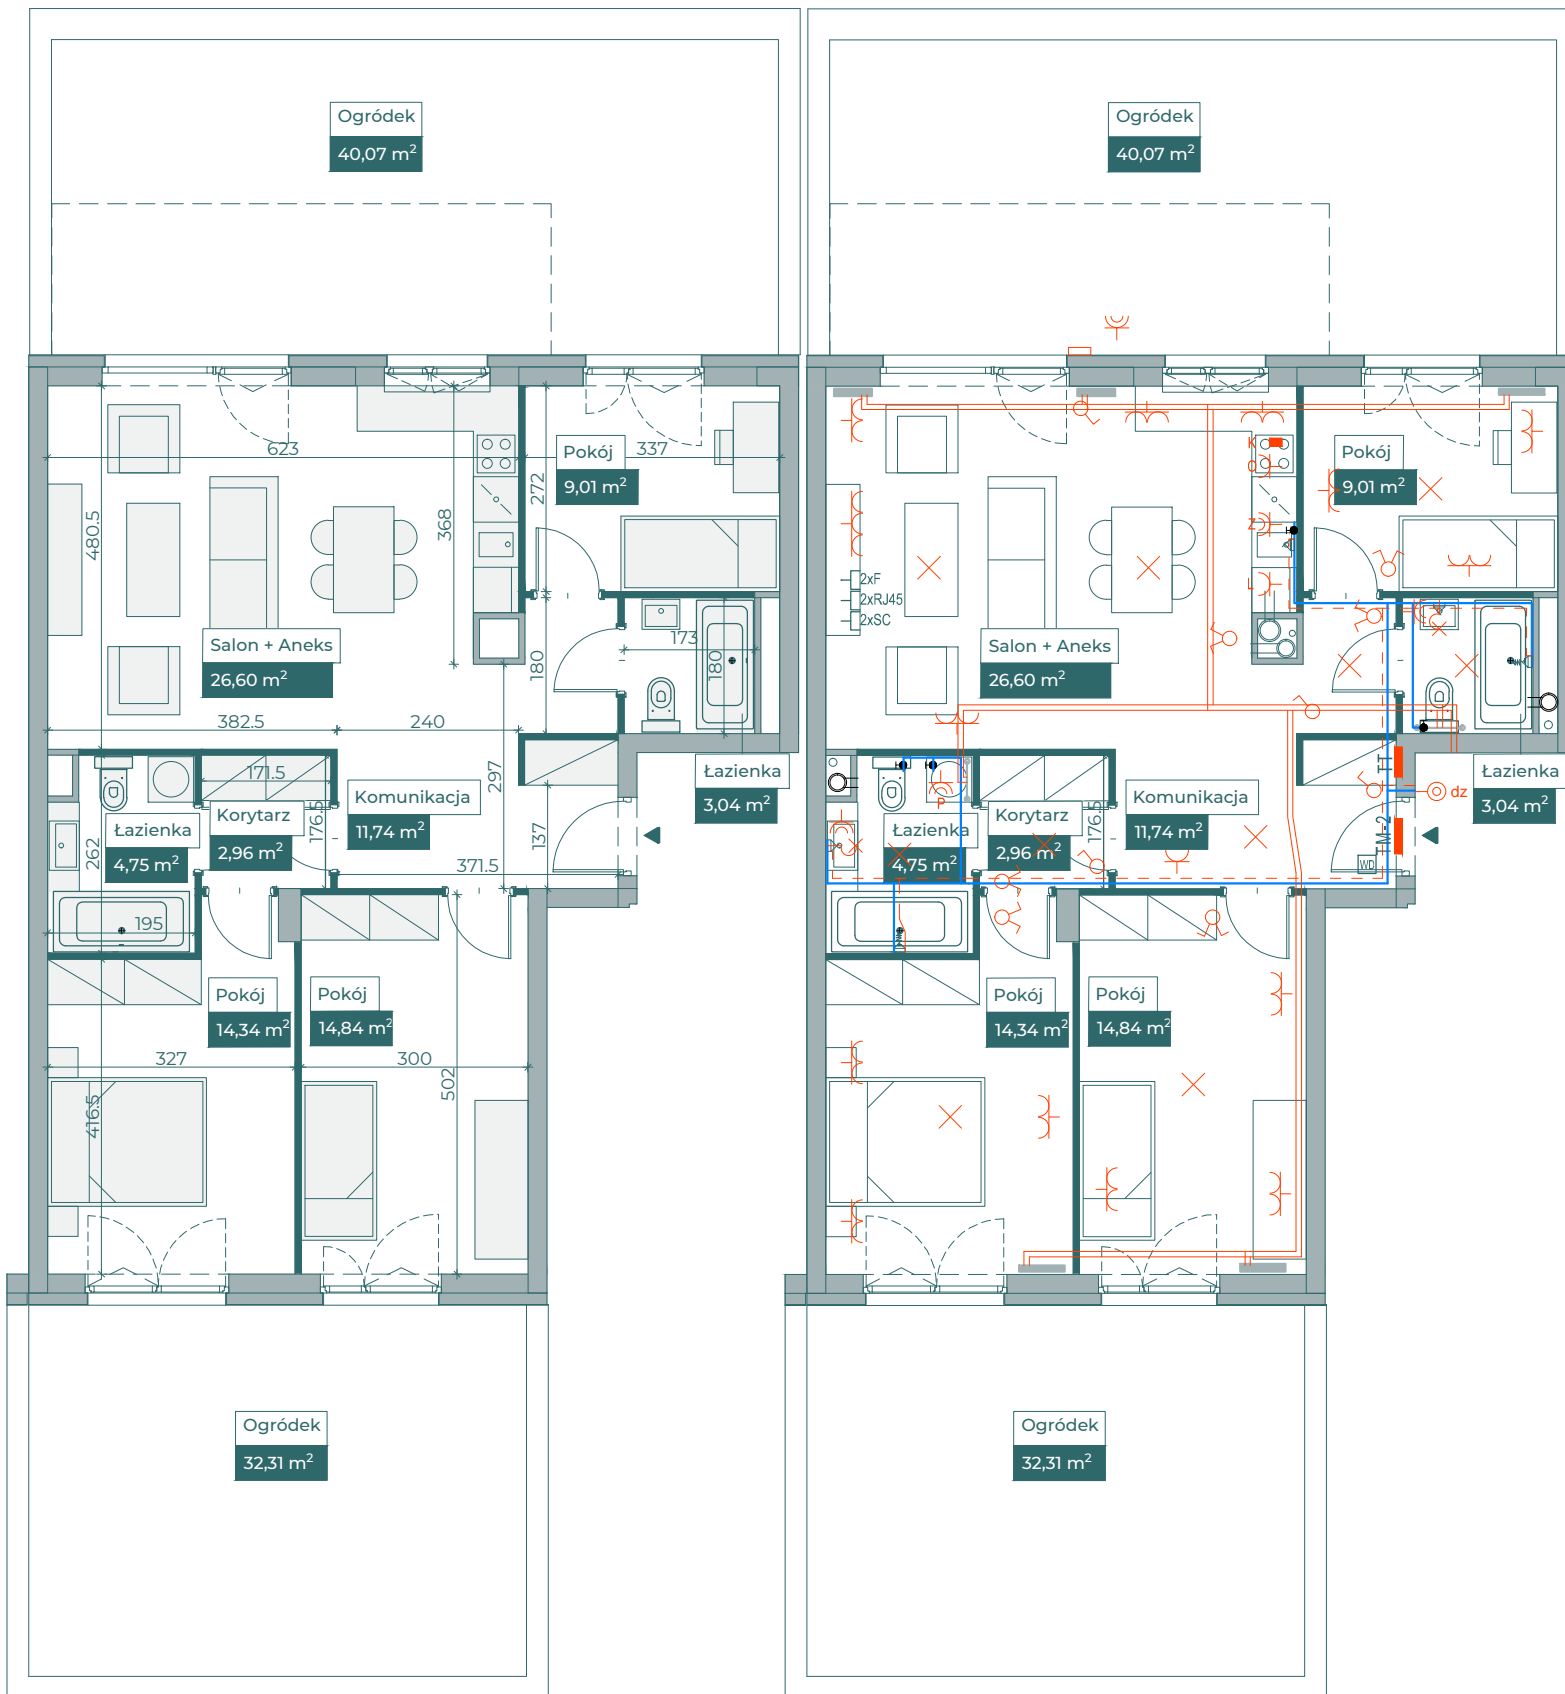 Ogródek
40,07 m²
623
337
480.5
368
272
Pokój
9,01 m²
Salon + Aneks
26,60 m²
180
173
180
382.5
240
297
171.5
176.5
262
Łazienka
4,75 m²
Korytarz
2,96 m²
Komunikacja
11,74 m²
137
371.5
Łazienka
3,04 m²
195
Pokój
14,34 m²
Pokój
14,84 m²
327
300
416.5
502
Ogródek
32,31 m²
Ogródek
40,07 m²
K
Z
L
Pokój
9,01 m²
2xF
2xRJ45
2xSC
Salon + Aneks
26,60 m²
P
TT
dz
TM-2
WD
176.5
Łazienka
4,75 m²
Korytarz
2,96 m²
Komunikacja
11,74 m²
Łazienka
3,04 m²
Pokój
14,34 m²
Pokój
14,84 m²
Ogródek
32,31 m²